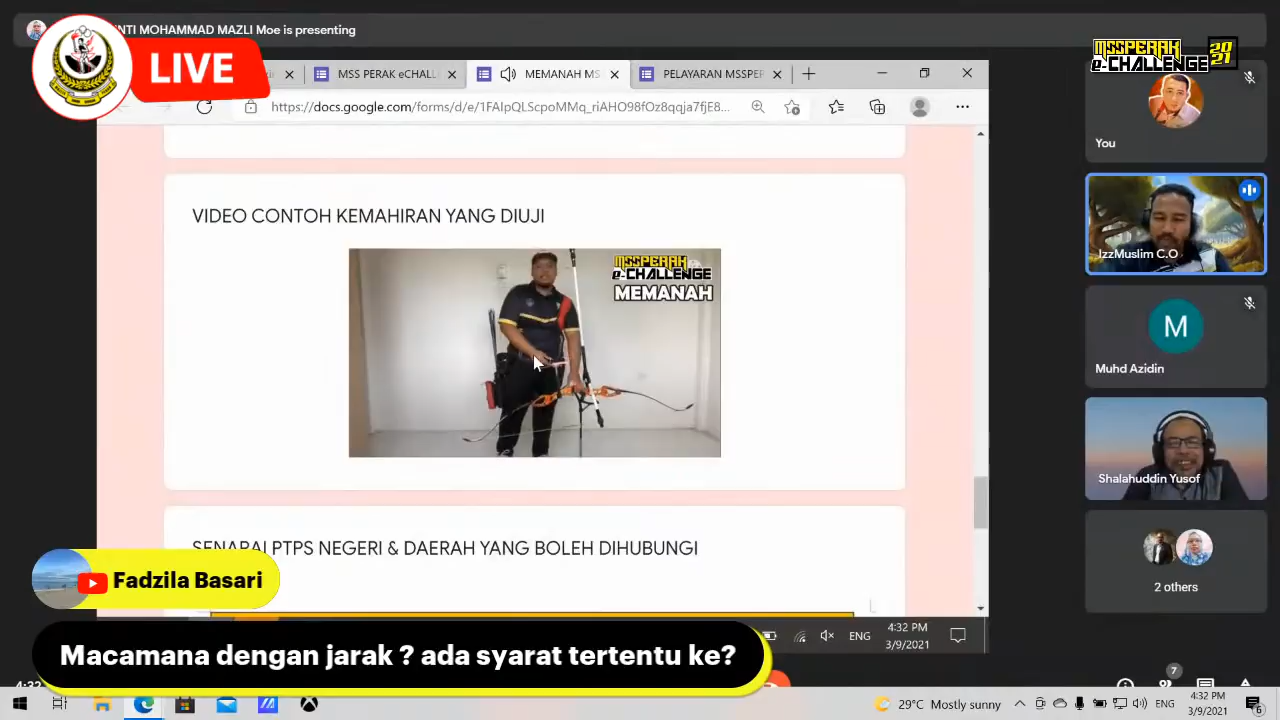 INTI MOHAMMAD MAZLI Moe is presenting
LIVE
MSSPERAK
e-CHALLENGE
2021
MSS PERAK eCHALL
MEMANAH MS
PELAYARAN MSSPER
https://docs.google.com/forms/d/e/1FAIpQLScpoMMq_riAHO98fOz8qqja7fjE8...
You
VIDEO CONTOH KEMAHIRAN YANG DIUJI
MSSPERAK
e-CHALLENGE
MEMANAH
IzzMuslim C.O
M
Muhd Azidin
Shalahuddin Yusof
SENARAI PTPS NEGERI & DAERAH YANG BOLEH DIHUBUNGI
2 others
Fadzila Basari
ENG
4:32 PM
3/9/2021
Macamana dengan jarak ? ada syarat tertentu ke?
7
29°C Mostly sunny
ENG
4:32 PM
3/9/2021
6